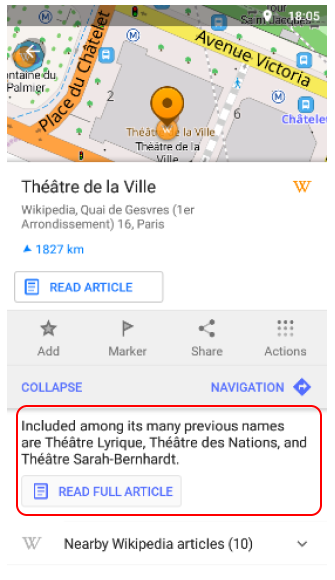 Tour
Saint-Jacques
18:05
Avenue Victoria
Place du Châtelet
Fontaine du
Palmier
2
6
Châtelet
Théâtre de la Ville
Théâtre de la
Ville
Théâtre de la Ville
W
Wikipedia, Quai de Gesvres (1er
Arrondissement) 16, Paris
1827 km
READ ARTICLE
Add
Marker
Share
Actions
COLLAPSE
NAVIGATION
Included among its many previous names
are Théâtre Lyrique, Théâtre des Nations, and
Théâtre Sarah-Bernhardt.
READ FULL ARTICLE
W
Nearby Wikipedia articles (10)